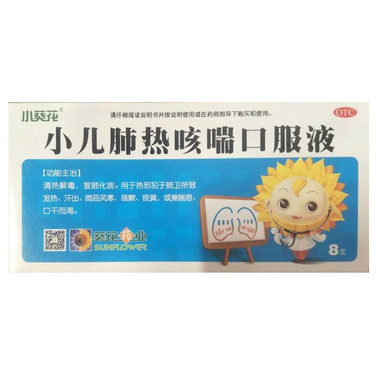 小葵花®
请仔细阅读说明书并按说明使用或在药师指导下购买和使用。
OTC
小儿肺热咳喘口服液
【功能主治】
清热解毒，宣肺化痰。用于热邪犯于肺卫所致
发热、汗出、微恶风寒、咳嗽、痰黄，或兼喘息、
口干而渴。
葵花药业
SUNFLOWER
8支